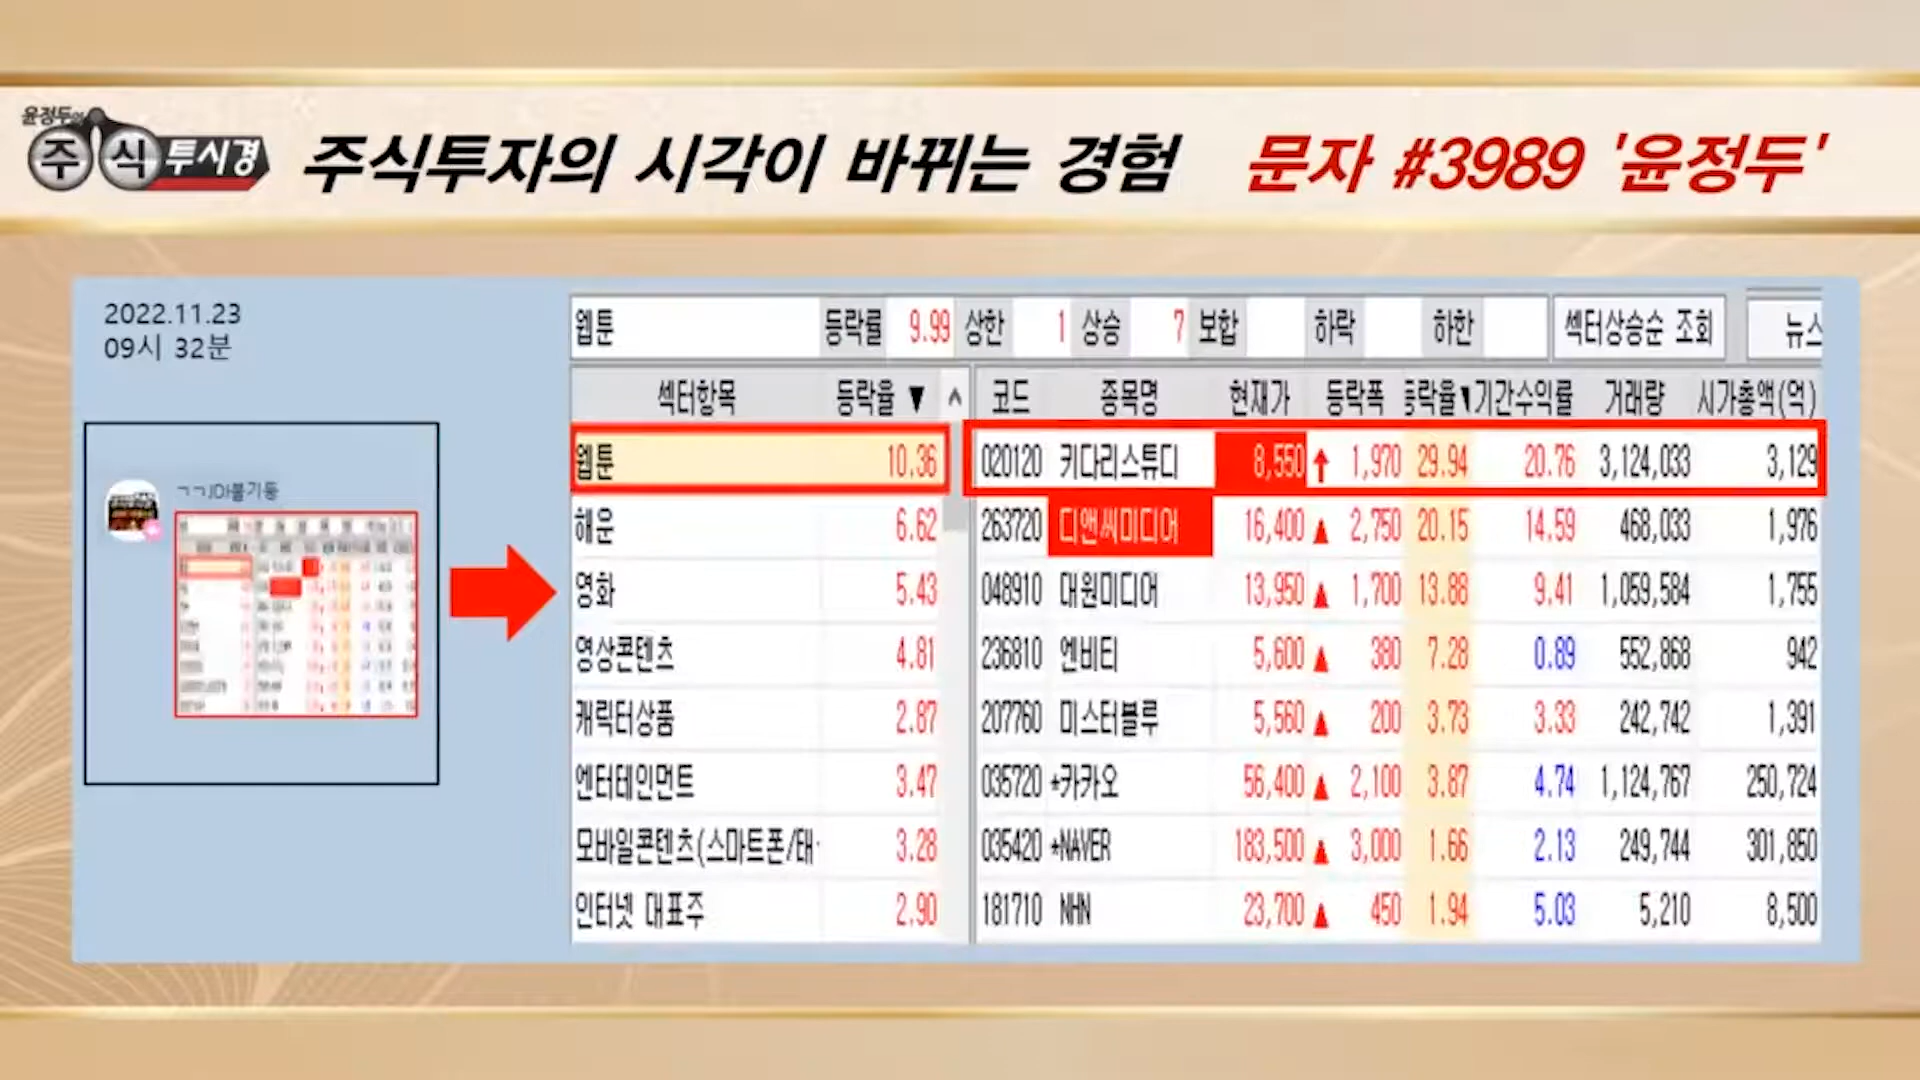 윤정두의
주식투시경
주식투자의 시각이 바뀌는 경험 문자 #3989 '윤정두'
2022.11.23
09시 32분
웹툰 등락률 9.99 상한 1 상승 7 보합 하락 하한 섹터상승순 조회 뉴스
섹터항목 등락율 ▼ 코드 종목명 현재가 등락폭 등락율▼ 기간수익률 거래량 시가총액(억)
웹툰 10.36 020120 키다리스튜디 8,550 ↑ 1,970 29.94 20.76 3,124,033 3,129
해운 6.62 263720 디앤씨미디어 16,400 ▲ 2,750 20.15 14.59 468,033 1,976
영화 5.43 048910 대원미디어 13,950 ▲ 1,700 13.88 9.41 1,059,584 1,755
영상콘텐츠 4.81 236810 엔비티 5,600 ▲ 380 7.28 0.89 552,868 942
캐릭터상품 2.87 207760 미스터블루 5,560 ▲ 200 3.73 3.33 242,742 1,391
엔터테인먼트 3.47 035720 *카카오 56,400 ▲ 2,100 3.87 4.74 1,124,767 250,724
모바일콘텐츠(스마트폰/태 3.28 035420 *NAVER 183,500 ▲ 3,000 1.66 2.13 249,744 301,850
인터넷 대표주 2.90 181710 NHN 23,700 ▲ 450 1.94 5.03 5,210 8,500